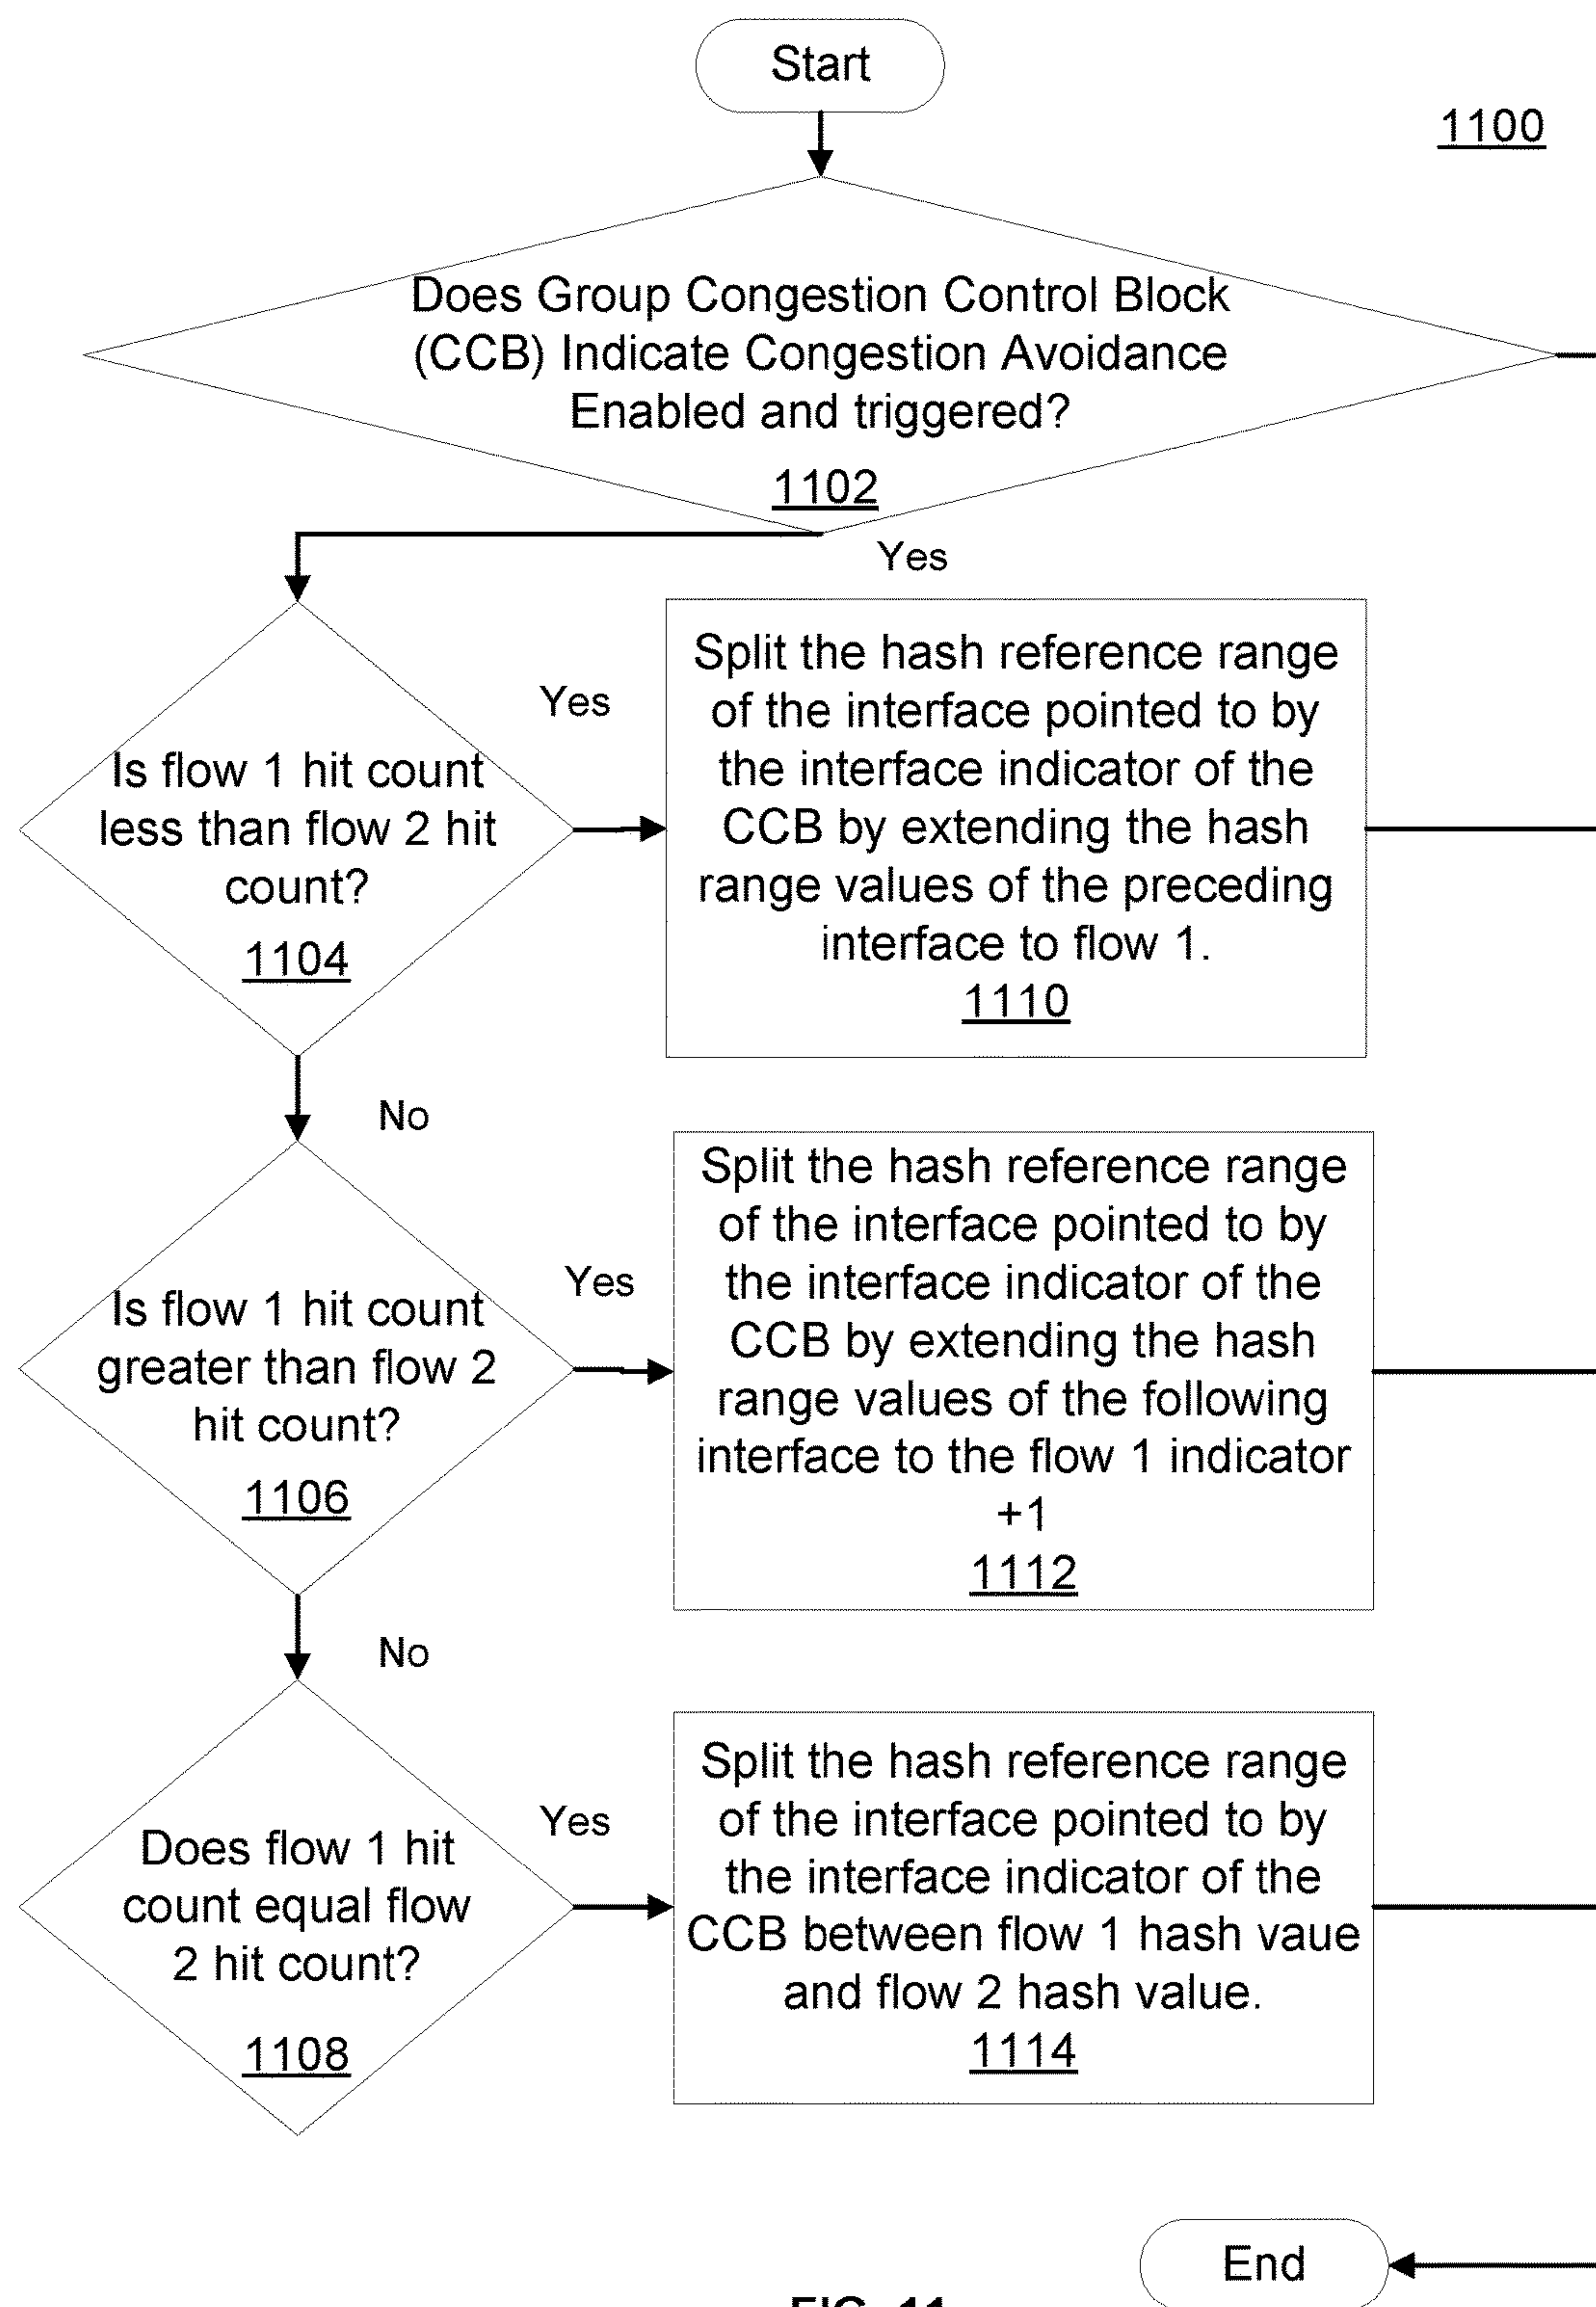 Start
1100
Does Group Congestion Control Block
(CCB) Indicate Congestion Avoidance
Enabled and triggered?
1102
Yes
Is flow 1 hit count
less than flow 2 hit
count?
1104
Yes
Split the hash reference range
of the interface pointed to by
the interface indicator of the
CCB by extending the hash
range values of the preceding
interface to flow 1.
1110
No
Is flow 1 hit count
greater than flow 2
hit count?
1106
Yes
Split the hash reference range
of the interface pointed to by
the interface indicator of the
CCB by extending the hash
range values of the following
interface to the flow 1 indicator
+1
1112
No
Does flow 1 hit
count equal flow
2 hit count?
1108
Yes
Split the hash reference range
of the interface pointed to by
the interface indicator of the
CCB between flow 1 hash vaue
and flow 2 hash value.
1114
End
FIG. 11